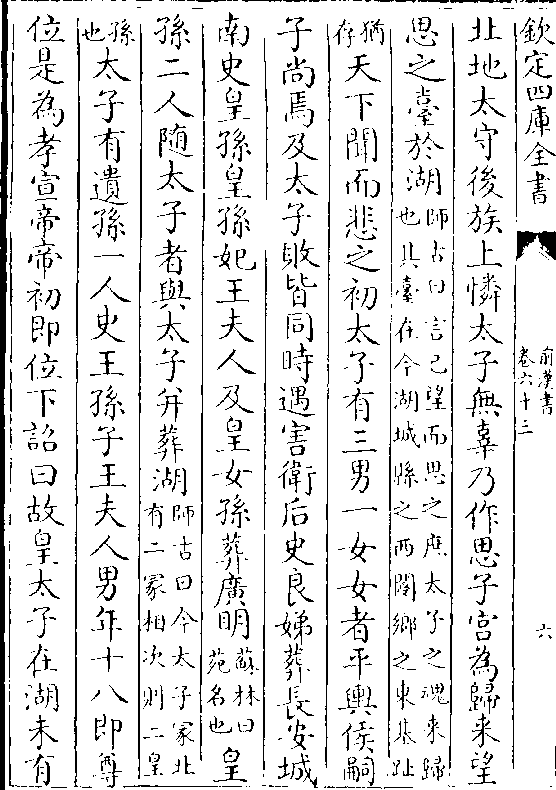 欽定四庫全書
前漢書
卷六十三
六
北地太守後族上憐太子無辜乃作思子宮為歸来望
思之臺於湖師古曰言己望而思之庶太子之魂来歸
也其臺在今湖城縣之西閿鄉之東基趾
猶存天下聞而悲之初太子有三男一女女者平輿侯嗣
子尚焉及太子敗皆同時遇害衛后史良娣葬長安城
南史皇孫皇孫妃王夫人及皇女孫葬廣明蘇林曰苑名也皇
孫二人随太子者與太子并葬湖師古曰今太子冢北
有二冢相次則二皇
孫也太子有遺孫一人史王孫子王夫人男年十八即尊
位是為孝宣帝帝初即位下詔曰故皇太子在湖未有